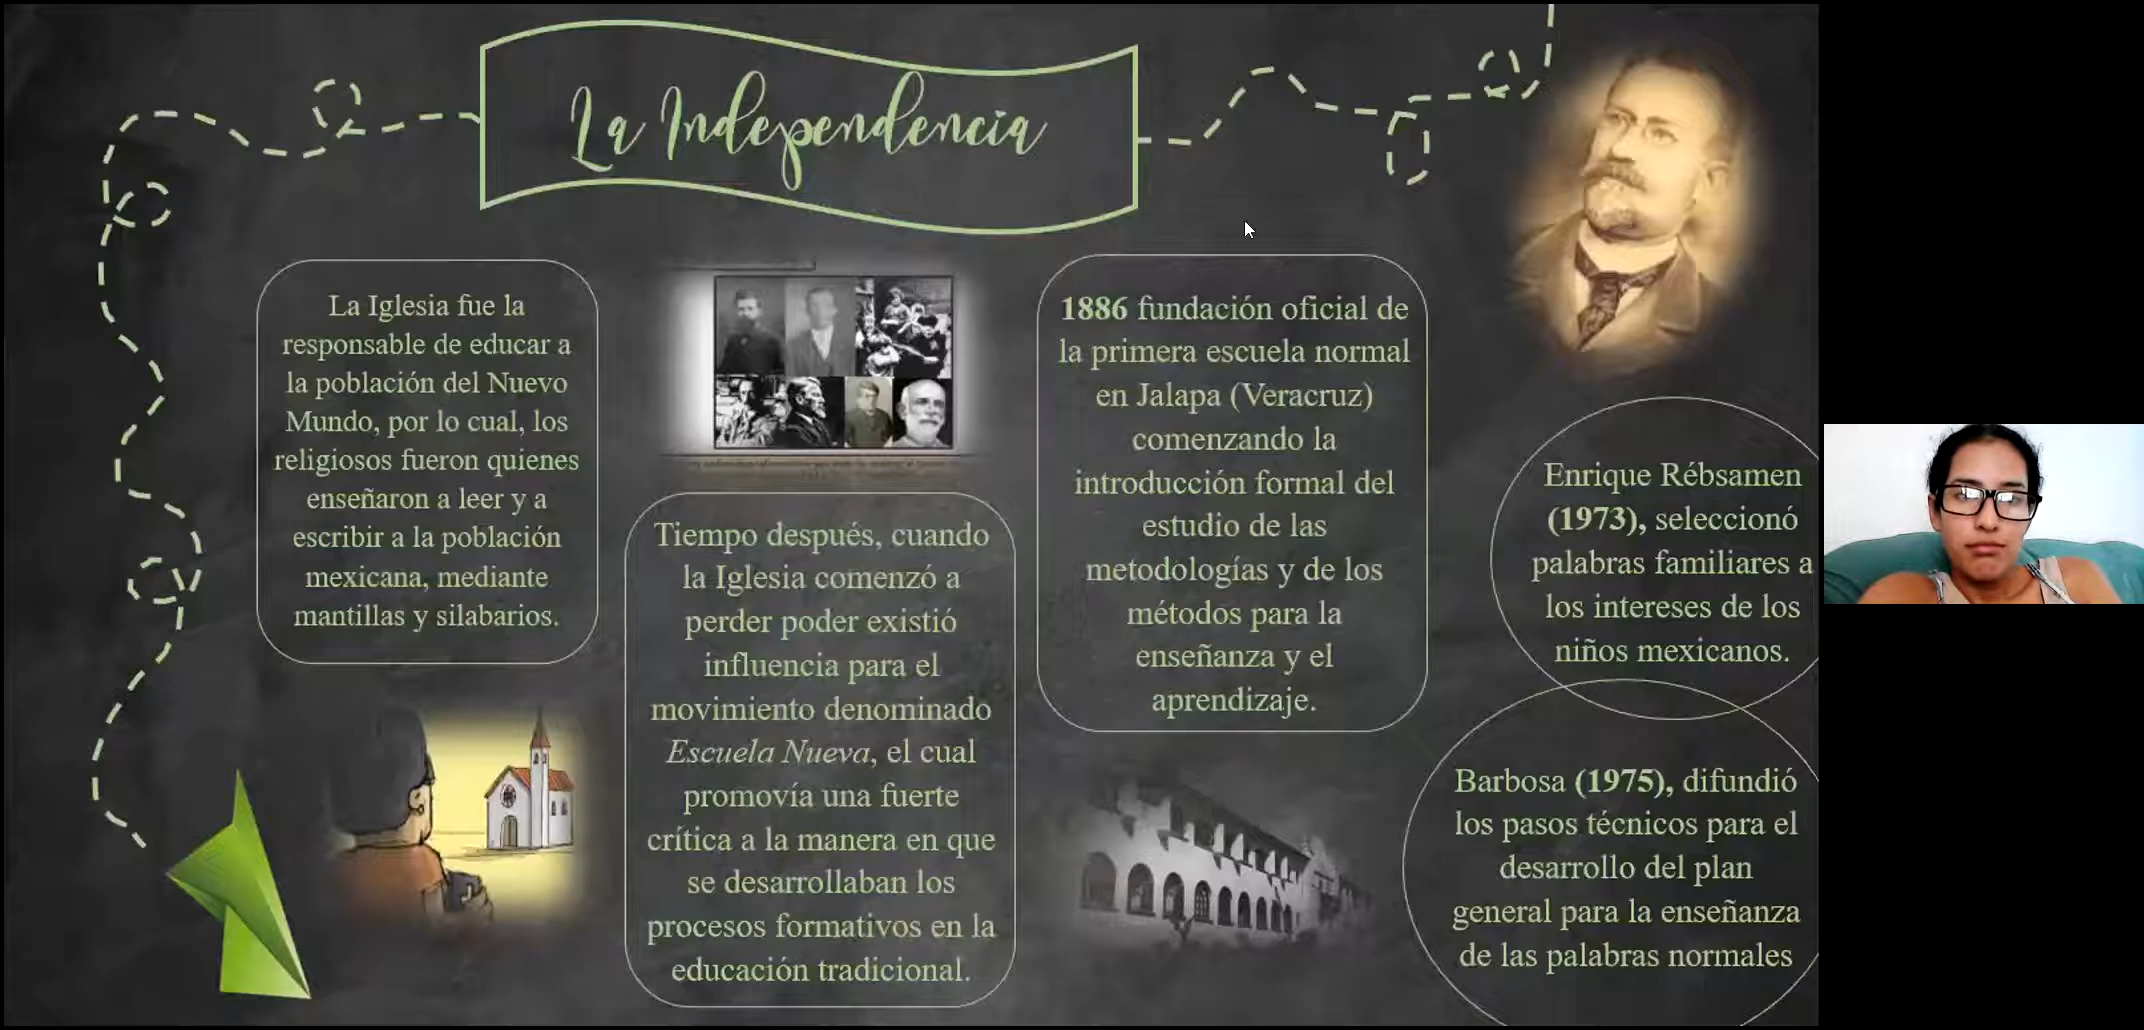 La Independencia
La Iglesia fue la
responsable de educar a
la población del Nuevo
Mundo, por lo cual, los
religiosos fueron quienes
enseñaron a leer y a
escribir a la población
mexicana, mediante
mantillas y silabarios.
Tiempo después, cuando
la Iglesia comenzó a
perder poder existió
influencia para el
movimiento denominado
Escuela Nueva, el cual
promovía una fuerte
crítica a la manera en que
se desarrollaban los
procesos formativos en la
educación tradicional.
1886 fundación oficial de
la primera escuela normal
en Jalapa (Veracruz)
comenzando la
introducción formal del
estudio de las
metodologías y de los
métodos para la
enseñanza y el
aprendizaje.
Enrique Rébsamen
(1973), seleccionó
palabras familiares a
los intereses de los
niños mexicanos.
Barbosa (1975), difundió
los pasos técnicos para el
desarrollo del plan
general para la enseñanza
de las palabras normales